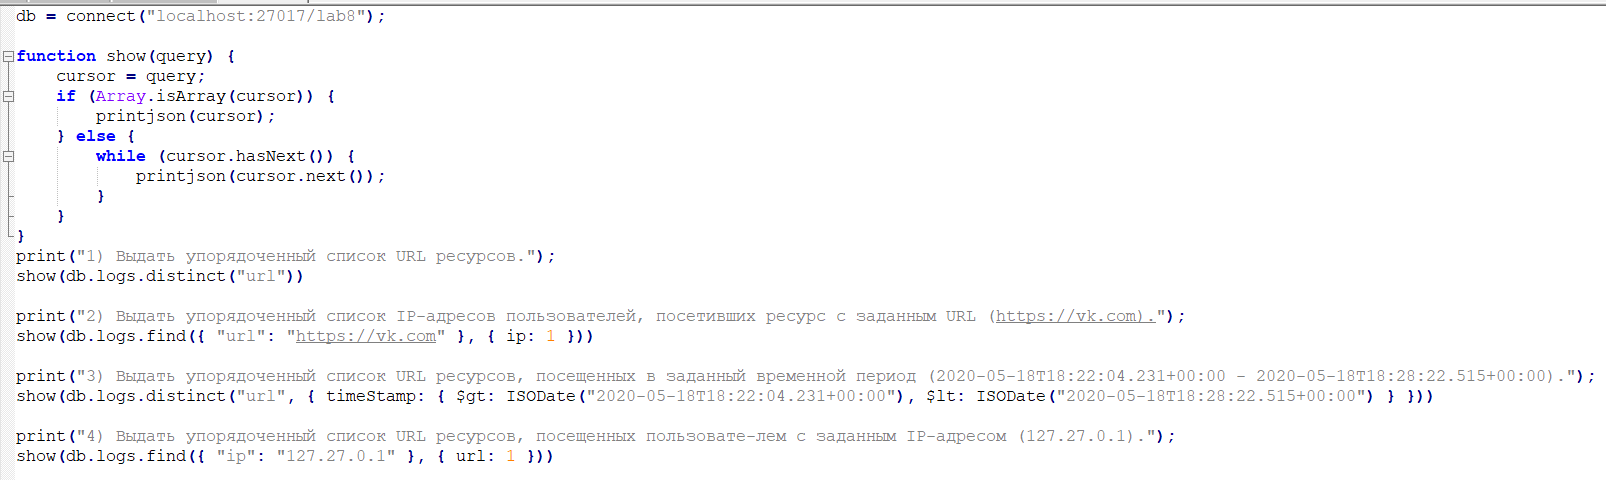 db = connect("localhost:27017/lab8");
function show(query) {
cursor = query;
if (Array.isArray(cursor)) {
printjson(cursor);
} else {
while (cursor.hasNext()) {
printjson(cursor.next());
}
}
}
print("1) Выдать упорядоченный список URL ресурсов.");
show(db.logs.distinct("url"))
print("2) Выдать упорядоченный список IP-адресов пользователей, посетивших ресурс с заданным URL (https://vk.com).");
show(db.logs.find({ "url": "https://vk.com" }, { ip: 1 }))
print("3) Выдать упорядоченный список URL ресурсов, посещенных в заданный временной период (2020-05-18T18:22:04.231+00:00 - 2020-05-18T18:28:22.515+00:00).");
show(db.logs.distinct("url", { timeStamp: { $gt: ISODate("2020-05-18T18:22:04.231+00:00"), $lt: ISODate("2020-05-18T18:28:22.515+00:00") } }))
print("4) Выдать упорядоченный список URL ресурсов, посещенных пользовате-лем с заданным IP-адресом (127.27.0.1).");
show(db.logs.find({ "ip": "127.27.0.1" }, { url: 1 }))